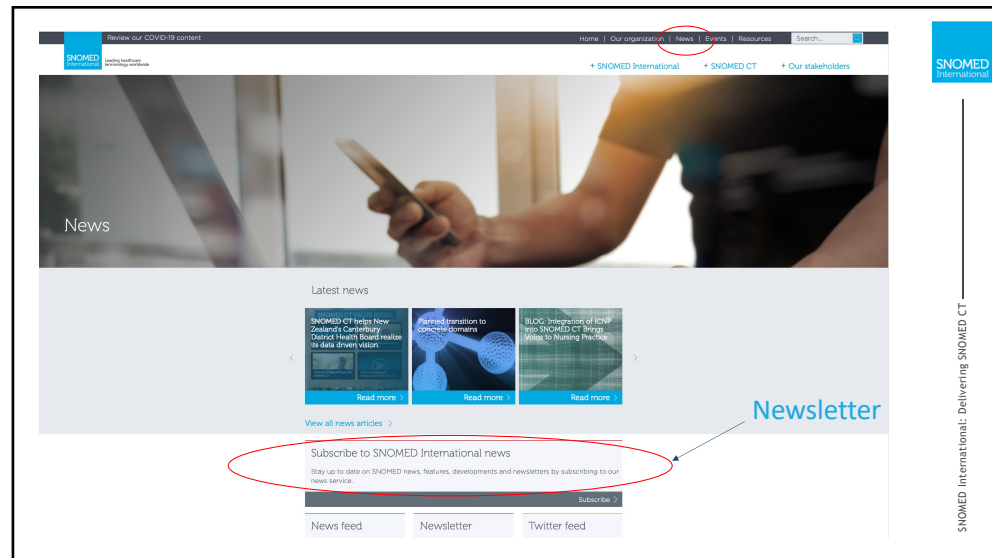 Review our COVID-19 content
Home | Our organization | News | Events | Resources
Search...
SNOMED
International
Leading healthcare
terminology, worldwide
+ SNOMED International + SNOMED CT + Our stakeholders
News
Latest news
SNOMED CT helps New
Zealand's Canterbury
District Health Board realize
its data driven vision
Read more >
Planned transition to
concrete domains
Read more >
BLOG: Integration of ICNP
into SNOMED CT Brings
Voice to Nursing Practice
Read more >
View all news articles >
Newsletter
Subscribe to SNOMED International news
Stay up to date on SNOMED news, features, developments and newsletters by subscribing to our
news service.
Subscribe >
News feed
Newsletter
Twitter feed
SNOMED
International
SNOMED International: Delivering SNOMED CT